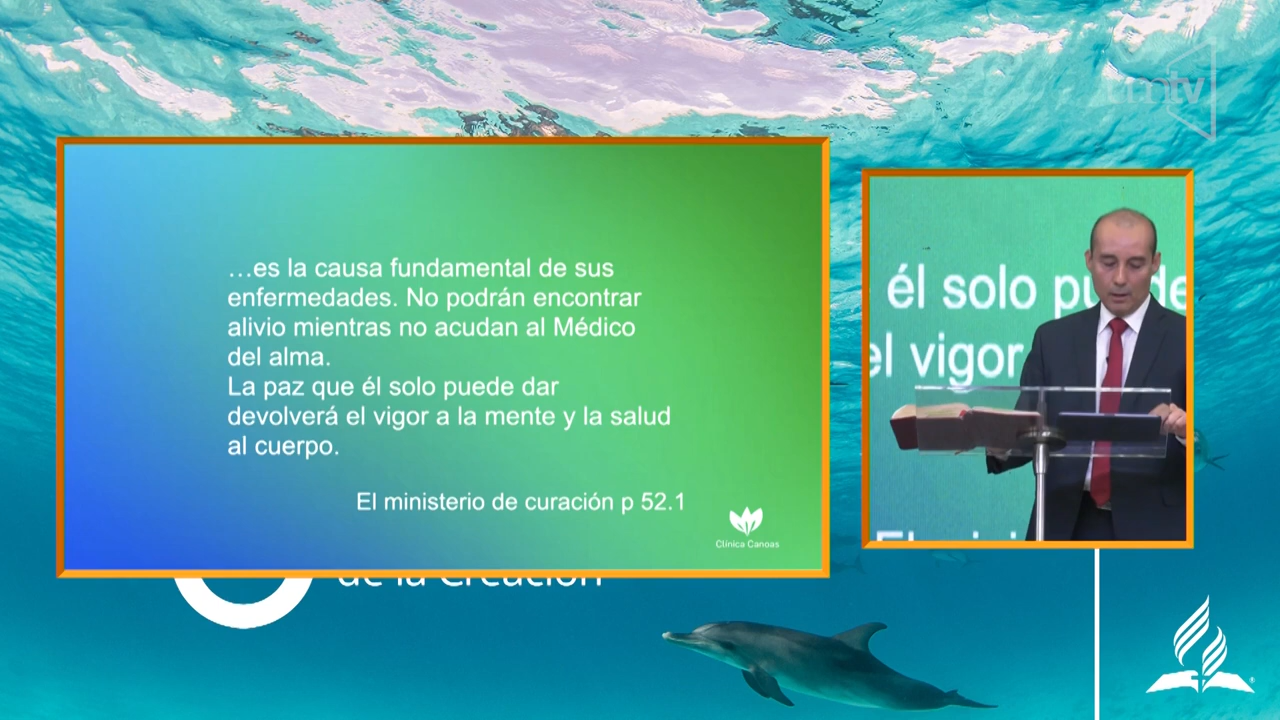 mtv
…es la causa fundamental de sus
enfermedades. No podrán encontrar
alivio mientras no acudan al Médico
del alma.
La paz que él solo puede dar
devolverá el vigor a la mente y la salud
al cuerpo.
El ministerio de curación p 52.1
Clínica Canoas
él solo puede
el vigor
de la Creación